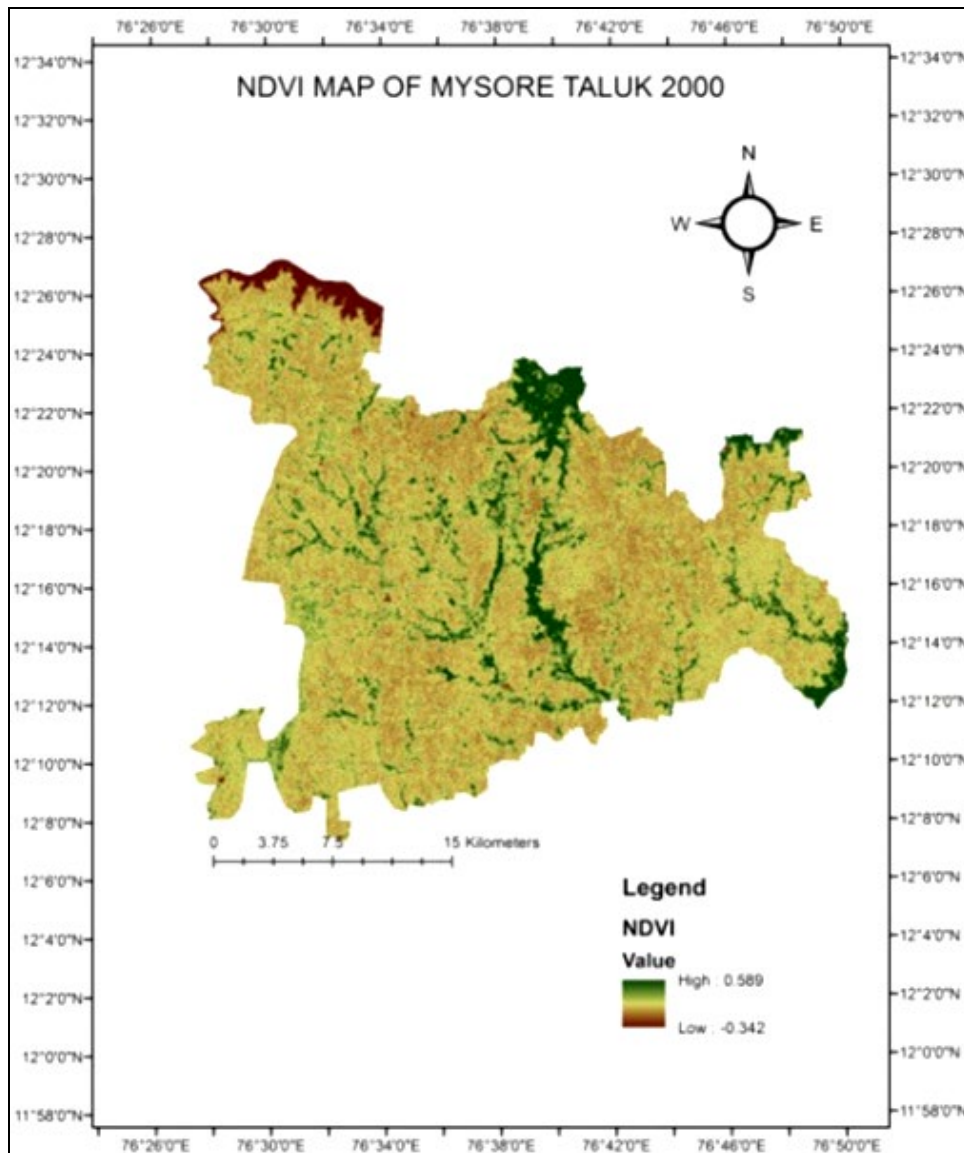 76°26'0"E 76°30'0"E 76°34'0"E 76°38'0"E 76°42'0"E 76°46'0"E 76°50'0"E
NDVI MAP OF MYSORE TALUK 2000
N
W E
S
12°34'0"N 12°34'0"N
12°32'0"N 12°32'0"N
12°30'0"N 12°30'0"N
12°28'0"N 12°28'0"N
12°26'0"N 12°26'0"N
12°24'0"N 12°24'0"N
12°22'0"N 12°22'0"N
12°20'0"N 12°20'0"N
12°18'0"N 12°18'0"N
12°16'0"N 12°16'0"N
12°14'0"N 12°14'0"N
12°12'0"N 12°12'0"N
12°10'0"N 12°10'0"N
12°8'0"N 12°8'0"N
0 3.75 7.5 15 Kilometers
12°6'0"N 12°6'0"N
12°4'0"N 12°4'0"N
12°2'0"N 12°2'0"N
12°0'0"N 12°0'0"N
11°58'0"N 11°58'0"N
Legend
NDVI
Value
High : 0.589
Low : -0.342
76°26'0"E 76°30'0"E 76°34'0"E 76°38'0"E 76°42'0"E 76°46'0"E 76°50'0"E